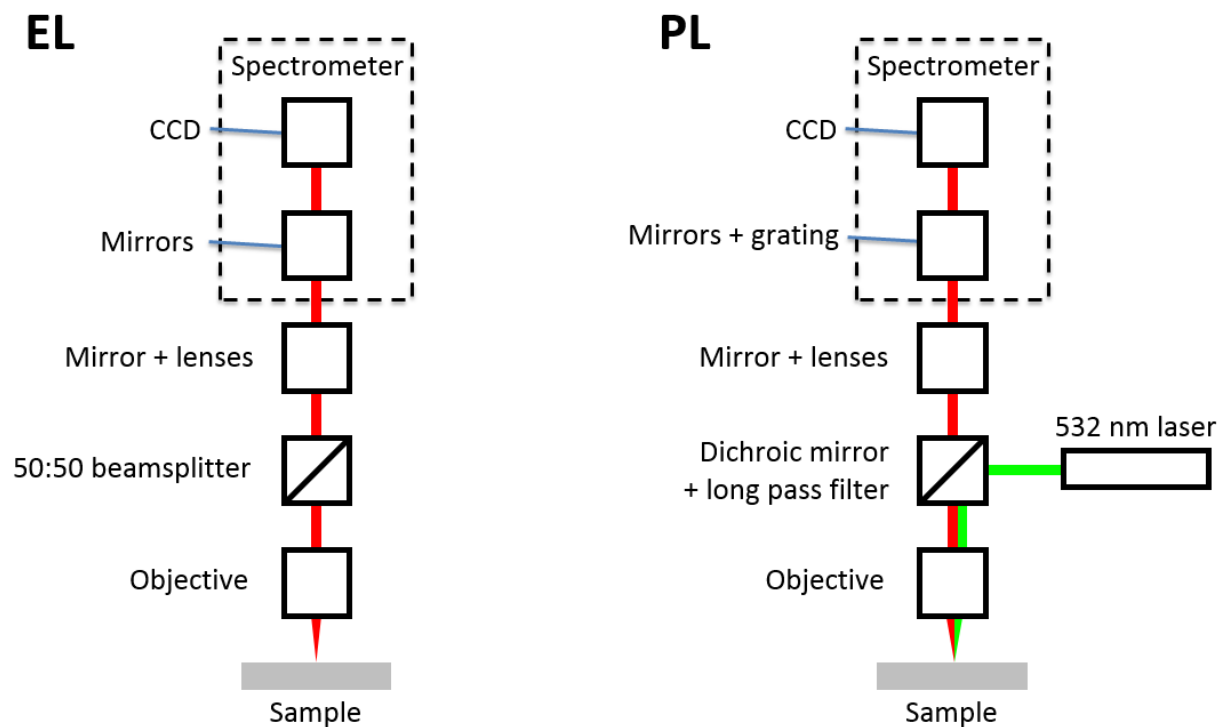 EL
Spectrometer
CCD
Mirrors
Mirror + lenses
50:50 beamsplitter
Objective
Sample
PL
Spectrometer
CCD
Mirrors + grating
Mirror + lenses
532 nm laser
Dichroic mirror
+ long pass filter
Objective
Sample